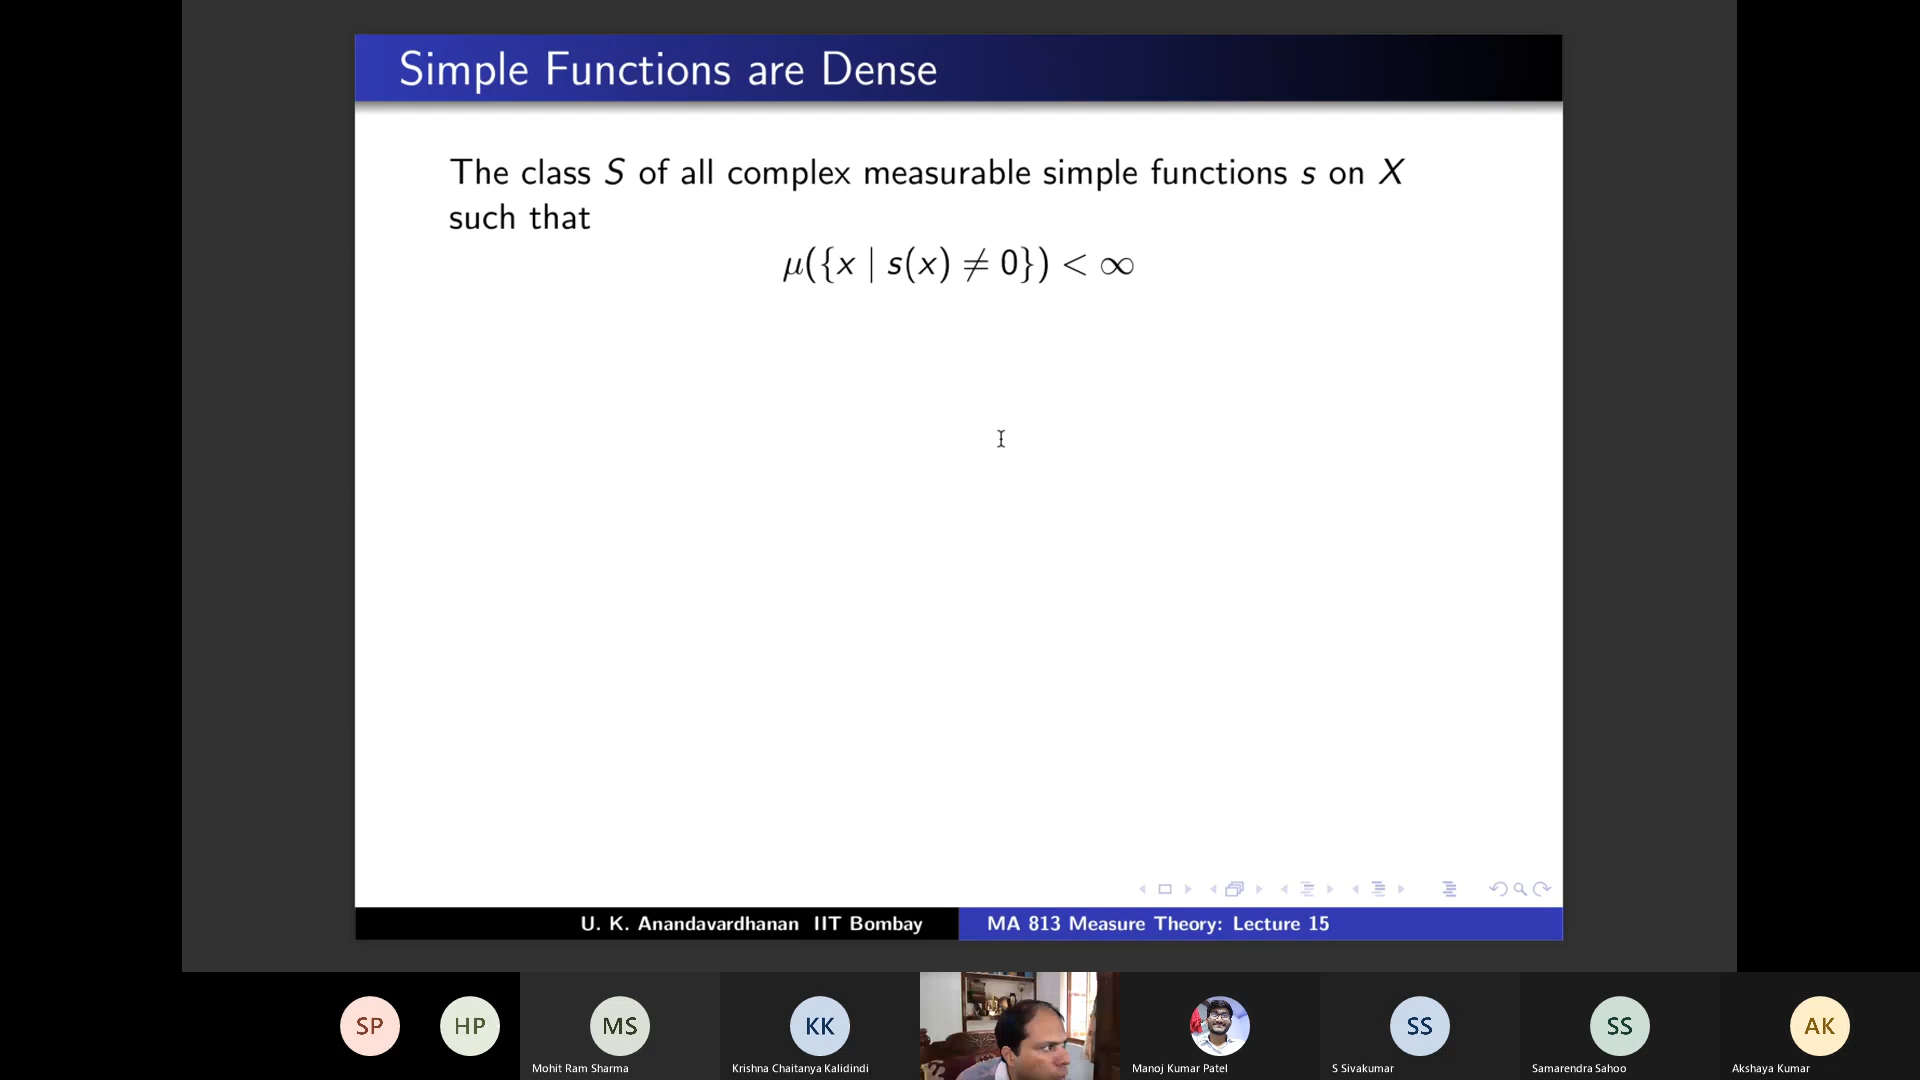 Simple Functions are Dense
The class S of all complex measurable simple functions s on X
such that
μ({x | s(x) ≠ 0}) < ∞
U. K. Anandavardhanan IIT Bombay
MA 813 Measure Theory: Lecture 15
SP
HP
MS
KK
SS
SS
AK
Mohit Ram Sharma
Krishna Chaitanya Kalidindi
Manoj Kumar Patel
S Sivakumar
Samarendra Sahoo
Akshaya Kumar